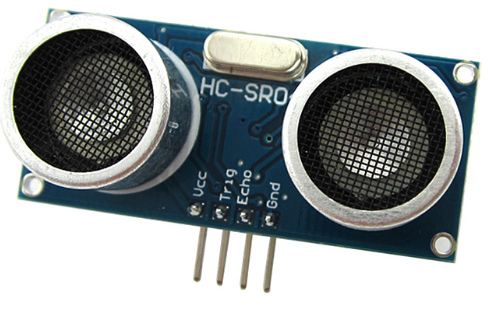 HC-SR0
Vcc
Trig
Echo
Gnd